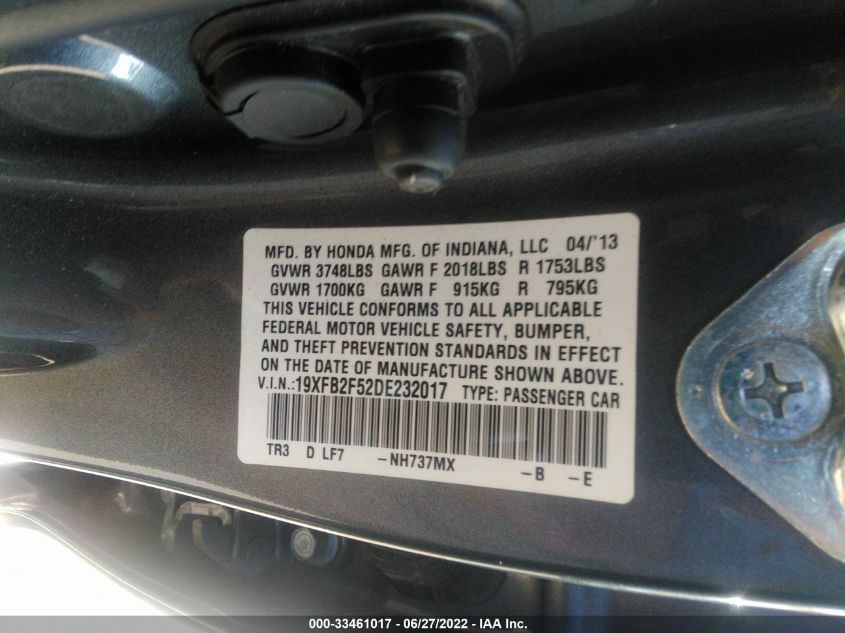 MFD. BY HONDA MFG. OF INDIANA, LLC 04/'13
GVWR 3748LBS GAWR F 2018LBS R 1753LBS
GVWR 1700KG GAWR F 915KG R 795KG
THIS VEHICLE CONFORMS TO ALL APPLICABLE
FEDERAL MOTOR VEHICLE SAFETY, BUMPER,
AND THEFT PREVENTION STANDARDS IN EFFECT
ON THE DATE OF MANUFACTURE SHOWN ABOVE.
V.I.N.:19XFB2F52DE232017 TYPE: PASSENGER CAR
TR3 D LF7 -NH737MX -B -E
000-33461017 - 06/27/2022 - IAA Inc.